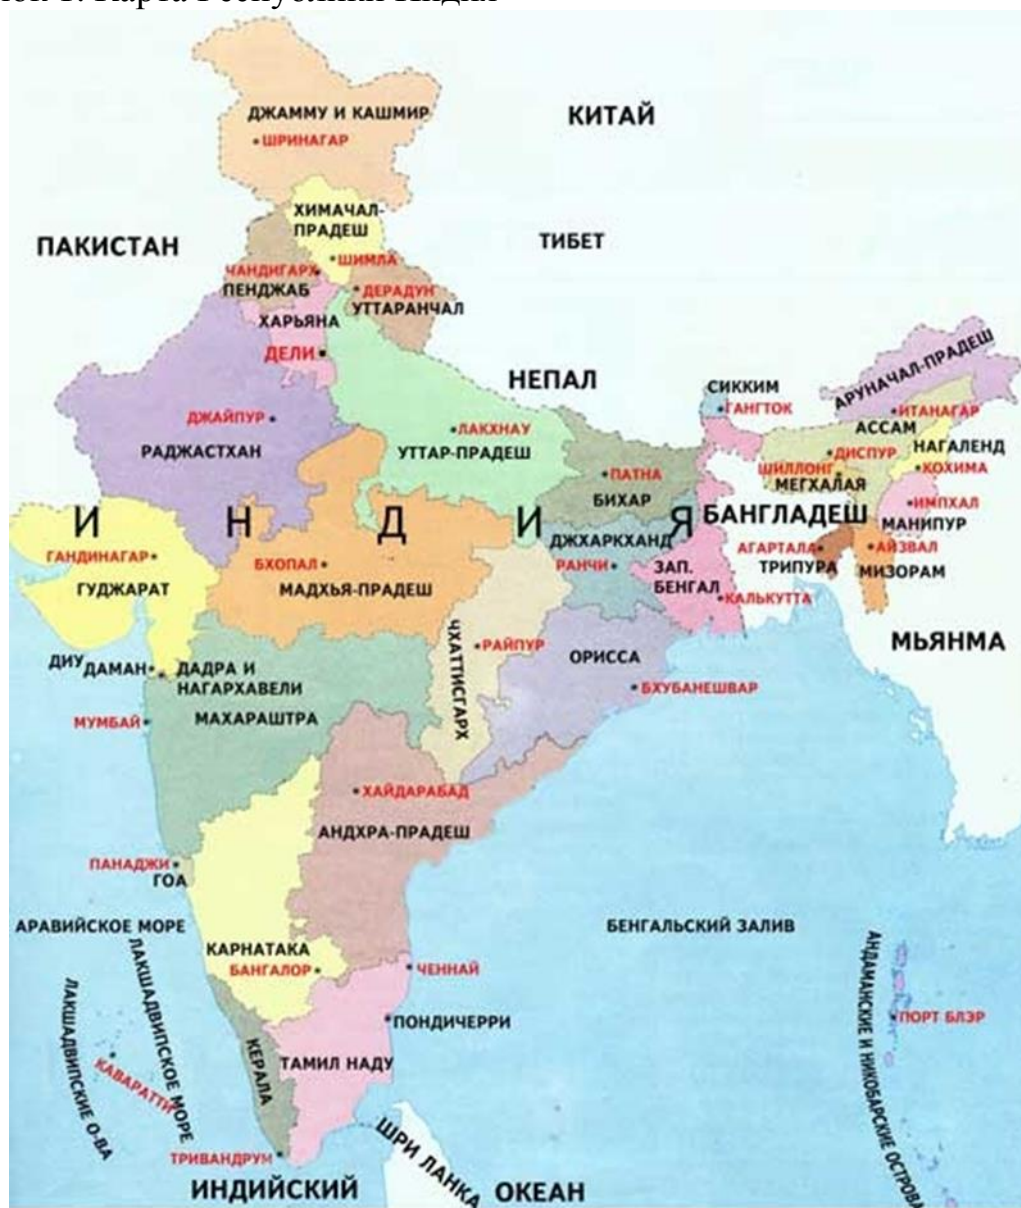 Карта Республики Индия
ДЖАММУ И КАШМИР
ШРИНАГАР
КИТАЙ
ХИМАЧАЛ-
ПРАДЕШ
ПАКИСТАН
ТИБЕТ
ШИМЛА
ЧАНДИГАРХ
ПЕНДЖАБ
ДЕРАДУН
УТТАРАНЧАЛ
ХАРЬЯНА
ДЕЛИ
НЕПАЛ
СИККИМ
ГАНГТОК
АРУНАЧАЛ-ПРАДЕШ
ИТАНАГАР
ДЖАЙПУР
РАДЖАСТХАН
ЛАКХНАУ
УТТАР-ПРАДЕШ
АССАМ
НАГАЛЕНД
ДИСПУР
ШИЛЛОНГ
КОХИМА
МЕГХАЛАЯ
ПАТНА
БИХАР
ИМПХАЛ
МАНИПУР
И Н Д И Я
БАНГЛАДЕШ
ДЖХАРКХАНД
РАНЧИ
ЗАП.
БЕНГАЛ
АГАРТАЛА
ТРИПУРА
АЙЗВАЛ
МИЗОРАМ
ГАНДИНАГАР
ГУДЖАРАТ
БХОПАЛ
МАДХЬЯ-ПРАДЕШ
КАЛЬКУТТА
МЬЯНМА
ЧХАТТИСГАРХ
РАЙПУР
ОРИССА
БХУБАНЕШВАР
ДИУ
ДАМАН
ДАДРА И
НАГАРХАВЕЛИ
МУМБАЙ
МАХАРАШТРА
ХАЙДАРАБАД
АНДХРА-ПРАДЕШ
ПАНАДЖИ
ГОА
АРАВИЙСКОЕ МОРЕ
БЕНГАЛЬСКИЙ ЗАЛИВ
КАРНАТАКА
БАНГАЛОР
ЧЕННАЙ
ПОНДИЧЕРРИ
ЛАКШАДВИПСКОЕ МОРЕ
ЛАКШАДВИПСКИЕ О-ВА
КАВАРАТТИ
КЕРАЛА
ТАМИЛ НАДУ
АНДАМАНСКИЕ И НИКОБАРСКИЕ ОСТРОВА
ПОРТ БЛЭР
ТРИВАНДРУМ
ШРИ ЛАНКА
ИНДИЙСКИЙ ОКЕАН